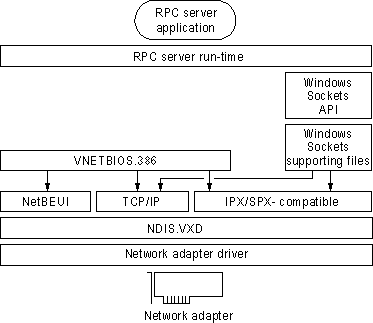 RPC server
application
RPC server run-time
Windows
Sockets
API
Windows
Sockets
supporting files
VNETBIOS.386
NetBEUI
TCP/IP
IPX/SPX- compatible
NDIS.VXD
Network adapter driver
Network adapter